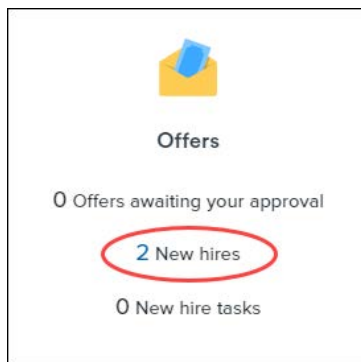 Offers
0 Offers awaiting your approval
2 New hires
0 New hire tasks